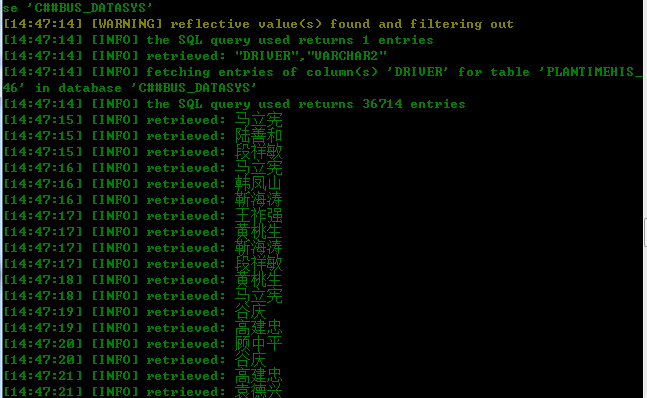 se 'C##BUS_DATASYS'
[14:47:14] [WARNING] reflective value(s) found and filtering out
[14:47:14] [INFO] the SQL query used returns 1 entries
[14:47:14] [INFO] retrieved: "DRIVER","VARCHAR2"
[14:47:14] [INFO] fetching entries of column(s) 'DRIVER' for table 'PLANTIMEHIS_
46' in database 'C##BUS_DATASYS'
[14:47:14] [INFO] the SQL query used returns 36714 entries
[14:47:15] [INFO] retrieved: 马立宪
[14:47:15] [INFO] retrieved: 陆善和
[14:47:15] [INFO] retrieved: 段祥敏
[14:47:16] [INFO] retrieved: 马立宪
[14:47:16] [INFO] retrieved: 韩凤山
[14:47:16] [INFO] retrieved: 靳海涛
[14:47:17] [INFO] retrieved: 王祚强
[14:47:17] [INFO] retrieved: 黄桃生
[14:47:17] [INFO] retrieved: 靳海涛
[14:47:17] [INFO] retrieved: 段祥敏
[14:47:18] [INFO] retrieved: 黄桃生
[14:47:18] [INFO] retrieved: 马立宪
[14:47:19] [INFO] retrieved: 谷庆
[14:47:19] [INFO] retrieved: 高建忠
[14:47:20] [INFO] retrieved: 顾中平
[14:47:20] [INFO] retrieved: 谷庆
[14:47:21] [INFO] retrieved: 高建忠
[14:47:21] [INFO] retrieved: 袁德兴